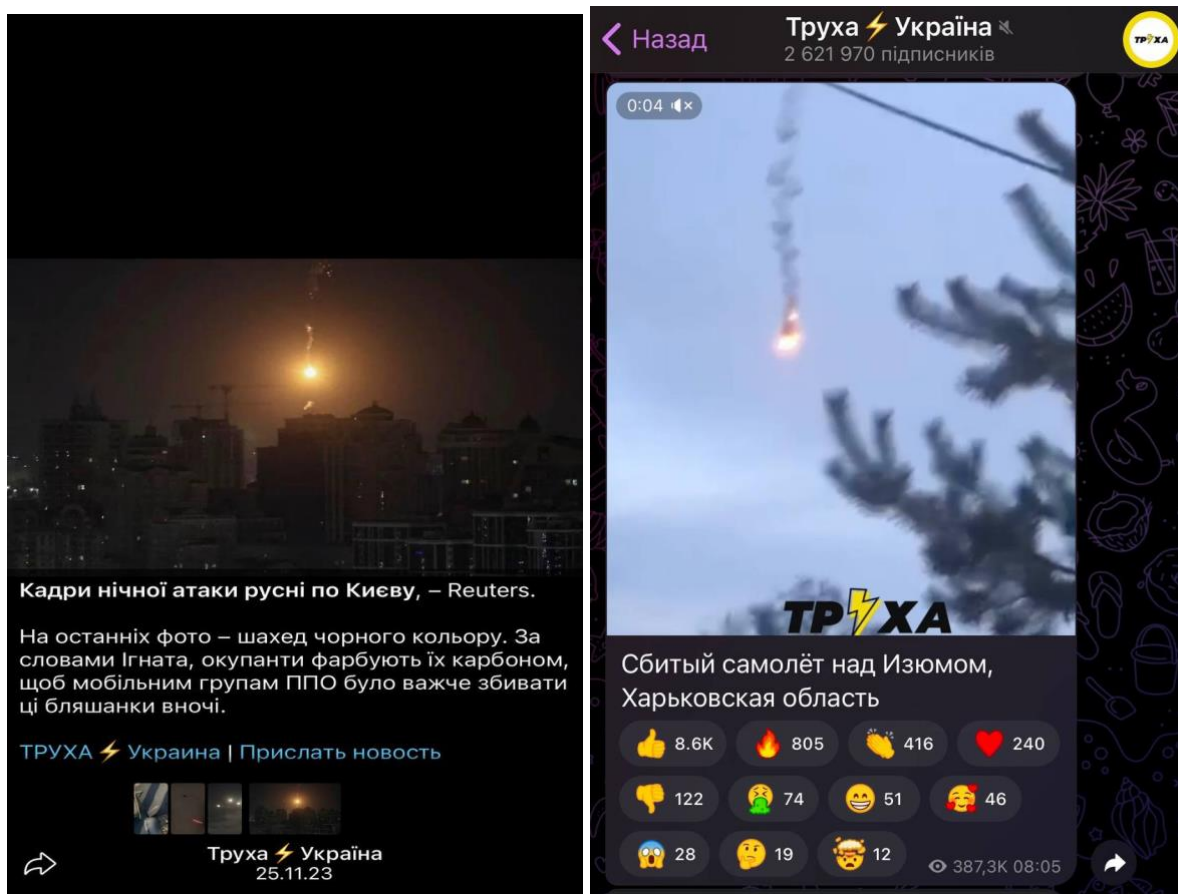 Кадри нічної атаки русні по Києву, – Reuters.
На останніх фото – шахед чорного кольору. За
словами Ігната, окупанти фарбують їх карбоном,
щоб мобільним групам ППО було важче збивати
ці бляшанки вночі.
ТРУХА⚡Украина | Прислать новость
Труха⚡Україна
25.11.23
Назад
Труха⚡Україна
2 621 970 підписників
ТРУХА
0:04
ТРУХА
Сбитый самолёт над Изюмом,
Харьковская область
8.6K 805 416 240
122 74 51 46
28 19 12 387,3K 08:05